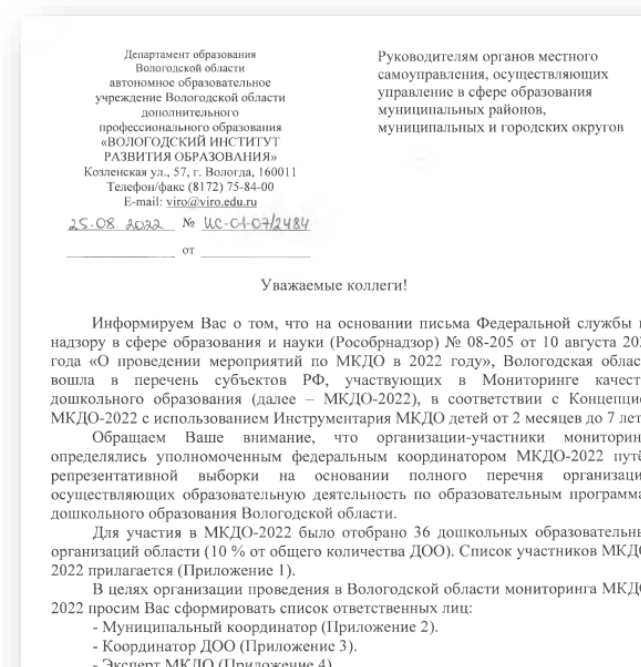 Департамент образования
Вологодской области
автономное образовательное
учреждение Вологодской области
дополнительного
профессионального образования
«ВОЛОГОДСКИЙ ИНСТИТУТ
РАЗВИТИЯ ОБРАЗОВАНИЯ»
Козленская ул., 57, г. Вологда, 160011
Телефон/факс (8172) 75-84-00
E-mail: viro@viro.edu.ru
25-08 2022 № ИС-01-07/2484
от
Руководителям органов местного
самоуправления, осуществляющих
управление в сфере образования
муниципальных районов,
муниципальных и городских округов
Уважаемые коллеги!
Информируем Вас о том, что на основании письма Федеральной службы
надзору в сфере образования и науки (Рособрнадзор) № 08-205 от 10 августа
года «О проведении мероприятий по МКДО в 2022 году», Вологодская
вошла в перечень субъектов РФ, участвующих в Мониторинге
дошкольного образования (далее – МКДО-2022), в соответствии с
МКДО-2022 с использованием Инструментария МКДО детей от 2 месяцев до 7 лет
Обращаем Ваше внимание, что организации-участники
определялись уполномоченным федеральным координатором МКДО-2022
репрезентативной выборки на основании полного перечня
осуществляющих образовательную деятельность по образовательным
дошкольного образования Вологодской области.
Для участия в МКДО-2022 было отобрано 36 дошкольных
организаций области (10 % от общего количества ДОО). Список участников
2022 прилагается (Приложение 1).
В целях организации проведения в Вологодской области мониторинга
2022 просим Вас сформировать список ответственных лиц:
- Муниципальный координатор (Приложение 2).
- Координатор ДОО (Приложение 3).
- Эксперт МКДО (Приложение 4)